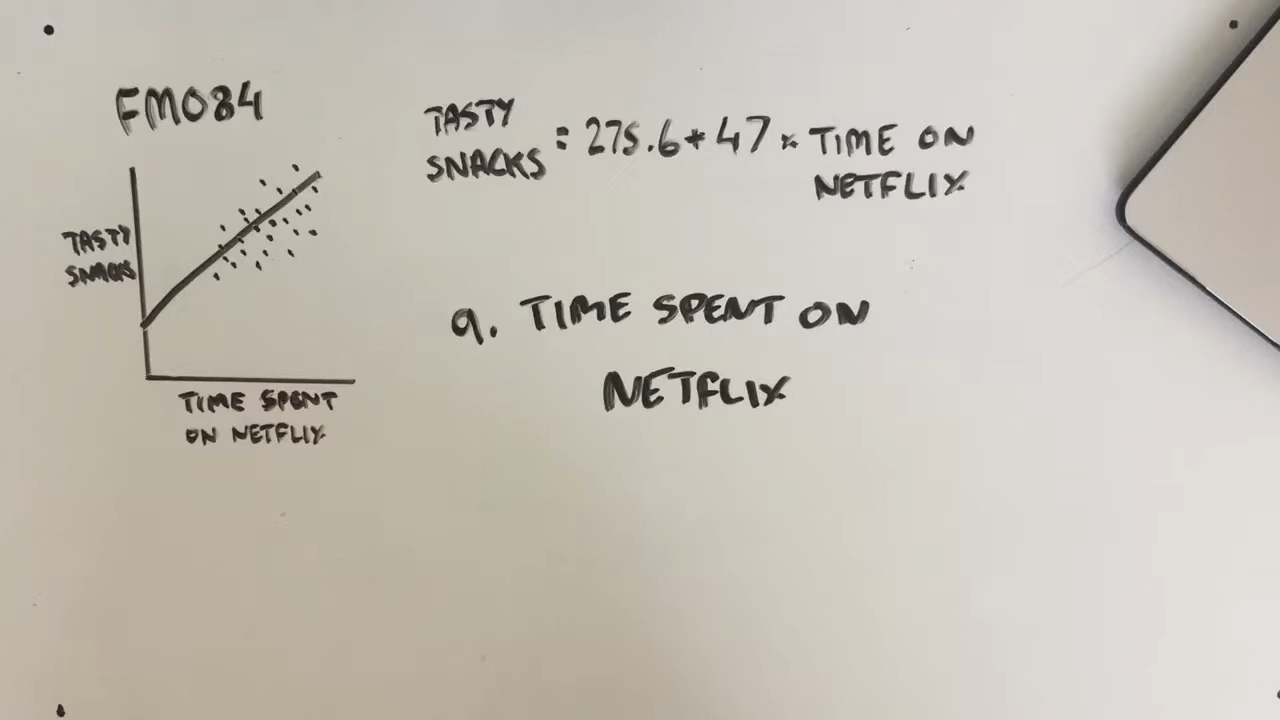 FM084
TASTY
SNACKS
TIME SPENT
ON NETFLIX
TASTY
SNACKS = 275.6 + 47 × TIME ON
NETFLIX
a. TIME SPENT ON
NETFLIX